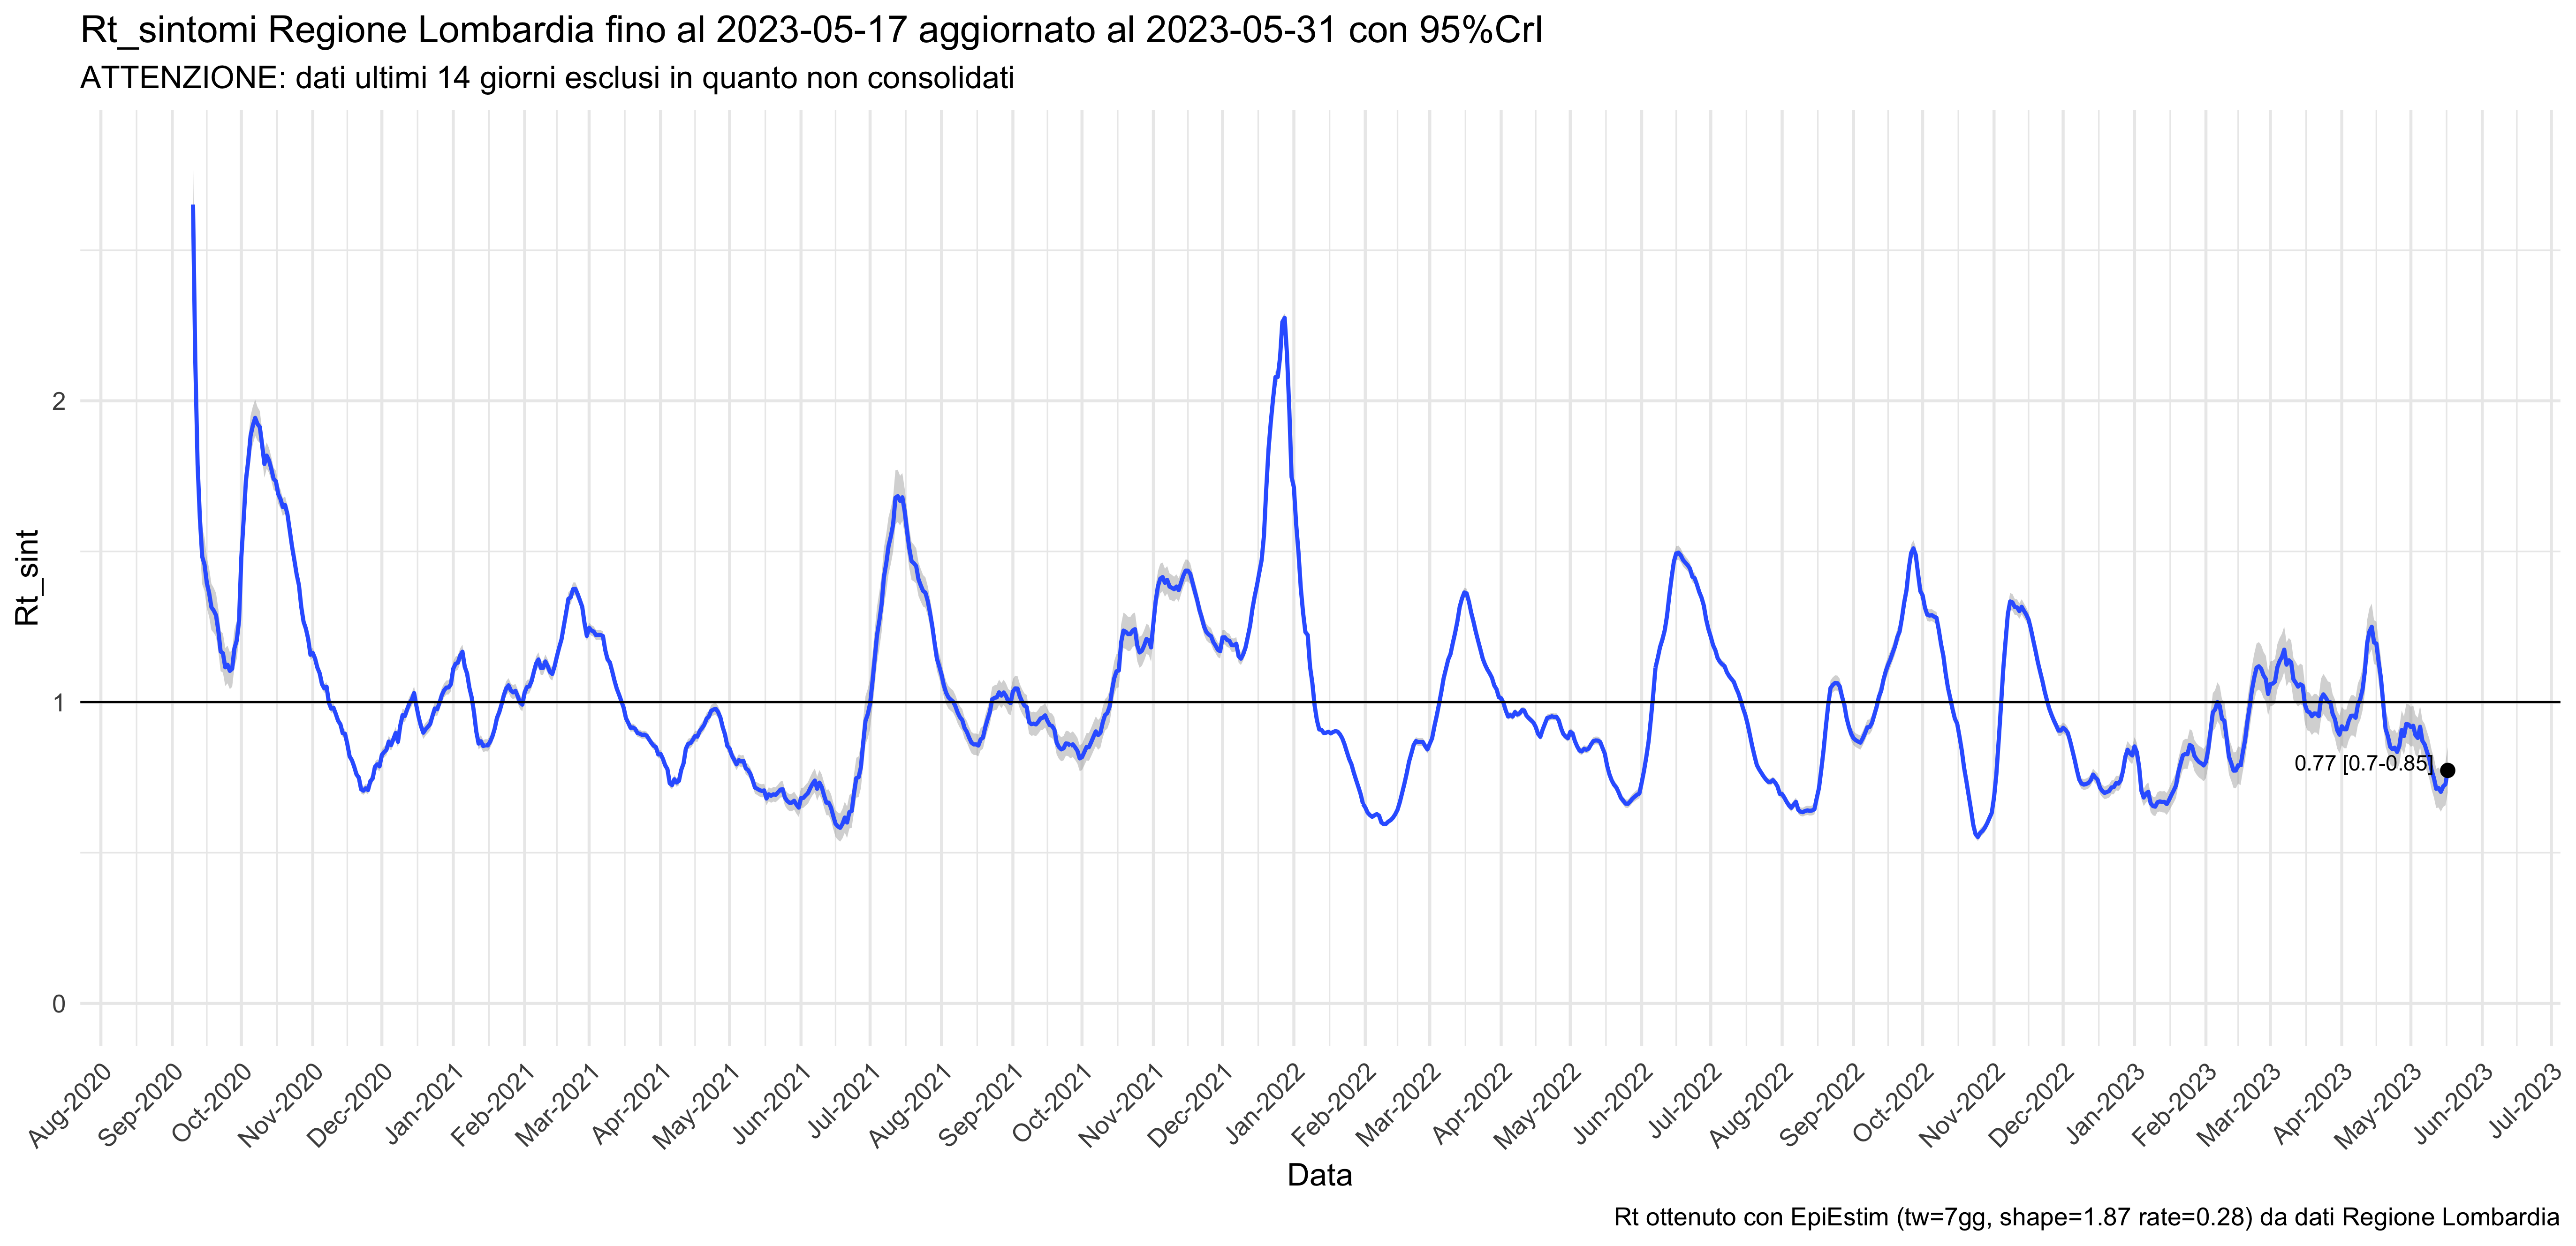 Rt_sintomi Regione Lombardia fino al 2023-05-17 aggiornato al 2023-05-31 con 95%CrI
ATTENZIONE: dati ultimi 14 giorni esclusi in quanto non consolidati
Rt_sint
2
1
0
0.77 [0.7-0.85]
Aug-2020
Sep-2020
Oct-2020
Nov-2020
Dec-2020
Jan-2021
Feb-2021
Mar-2021
Apr-2021
May-2021
Jun-2021
Jul-2021
Aug-2021
Sep-2021
Oct-2021
Nov-2021
Dec-2021
Jan-2022
Feb-2022
Mar-2022
Apr-2022
May-2022
Jun-2022
Jul-2022
Aug-2022
Sep-2022
Oct-2022
Nov-2022
Dec-2022
Jan-2023
Feb-2023
Mar-2023
Apr-2023
May-2023
Jun-2023
Jul-2023
Data
Rt ottenuto con EpiEstim (tw=7gg, shape=1.87 rate=0.28) da dati Regione Lombardia